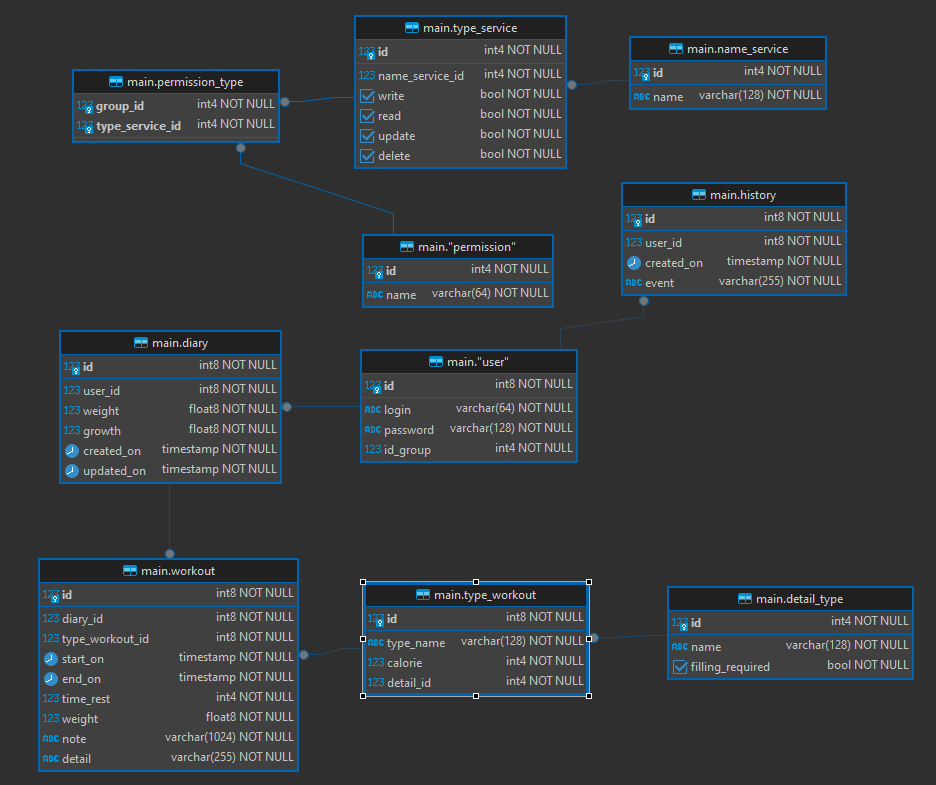 main.type_service
123 id int4 NOT NULL
123 name_service_id int4 NOT NULL
write bool NOT NULL
read bool NOT NULL
update bool NOT NULL
delete bool NOT NULL
main.name_service
123 id int4 NOT NULL
ABC name varchar(128) NOT NULL
main.permission_type
123 group_id int4 NOT NULL
123 type_service_id int4 NOT NULL
main.history
123 id int8 NOT NULL
123 user_id int8 NOT NULL
created_on timestamp NOT NULL
ABC event varchar(255) NOT NULL
main."permission"
123 id int4 NOT NULL
ABC name varchar(64) NOT NULL
main.diary
123 id int8 NOT NULL
123 user_id int8 NOT NULL
123 weight float8 NOT NULL
123 growth float8 NOT NULL
created_on timestamp NOT NULL
updated_on timestamp NOT NULL
main."user"
123 id int8 NOT NULL
ABC login varchar(64) NOT NULL
ABC password varchar(128) NOT NULL
123 id_group int4 NOT NULL
main.workout
123 id int8 NOT NULL
123 diary_id int8 NOT NULL
123 type_workout_id int8 NOT NULL
start_on timestamp NOT NULL
end_on timestamp NOT NULL
123 time_rest int4 NOT NULL
123 weight float8 NOT NULL
ABC note varchar(1024) NOT NULL
ABC detail varchar(255) NOT NULL
main.type_workout
123 id int8 NOT NULL
ABC type_name varchar(128) NOT NULL
123 calorie int4 NOT NULL
123 detail_id int4 NOT NULL
main.detail_type
123 id int4 NOT NULL
ABC name varchar(128) NOT NULL
filling_required bool NOT NULL